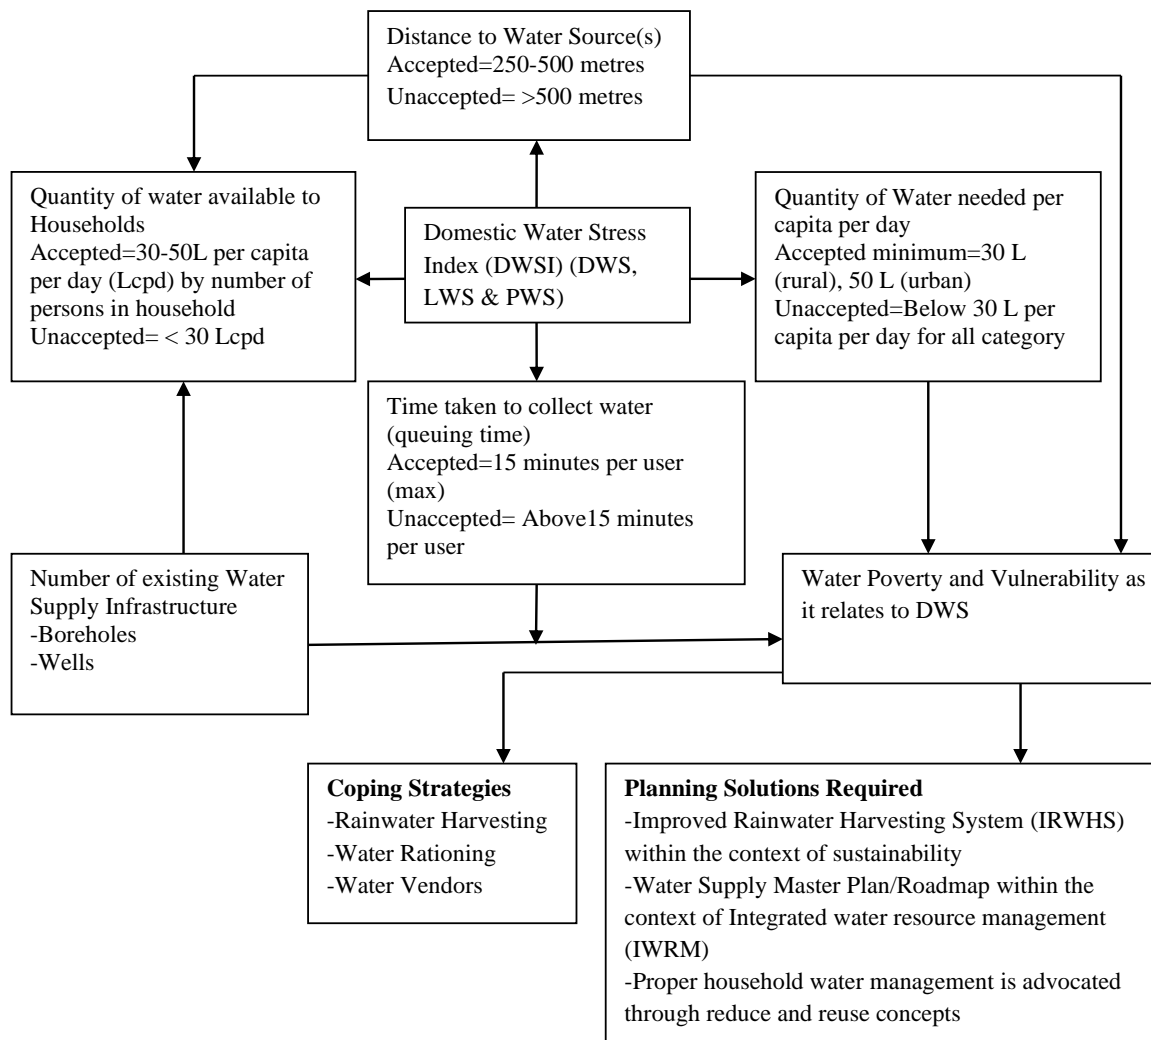 Distance to Water Source(s)
Accepted=250-500 metres
Unaccepted= >500 metres
Quantity of water available to
Households
Accepted=30-50L per capita
per day (Lcpd) by number of
persons in household
Unaccepted= < 30 Lcpd
Domestic Water Stress
Index (DWSI) (DWS,
LWS & PWS)
Quantity of Water needed per
capita per day
Accepted minimum=30 L
(rural), 50 L (urban)
Unaccepted=Below 30 L per
capita per day for all category
Time taken to collect water
(queuing time)
Accepted=15 minutes per user
(max)
Unaccepted= Above15 minutes
per user
Number of existing Water
Supply Infrastructure
-Boreholes
-Wells
Water Poverty and Vulnerability as
it relates to DWS
Coping Strategies
-Rainwater Harvesting
-Water Rationing
-Water Vendors
Planning Solutions Required
-Improved Rainwater Harvesting System (IRWHS)
within the context of sustainability
-Water Supply Master Plan/Roadmap within the
context of Integrated water resource management
(IWRM)
-Proper household water management is advocated
through reduce and reuse concepts